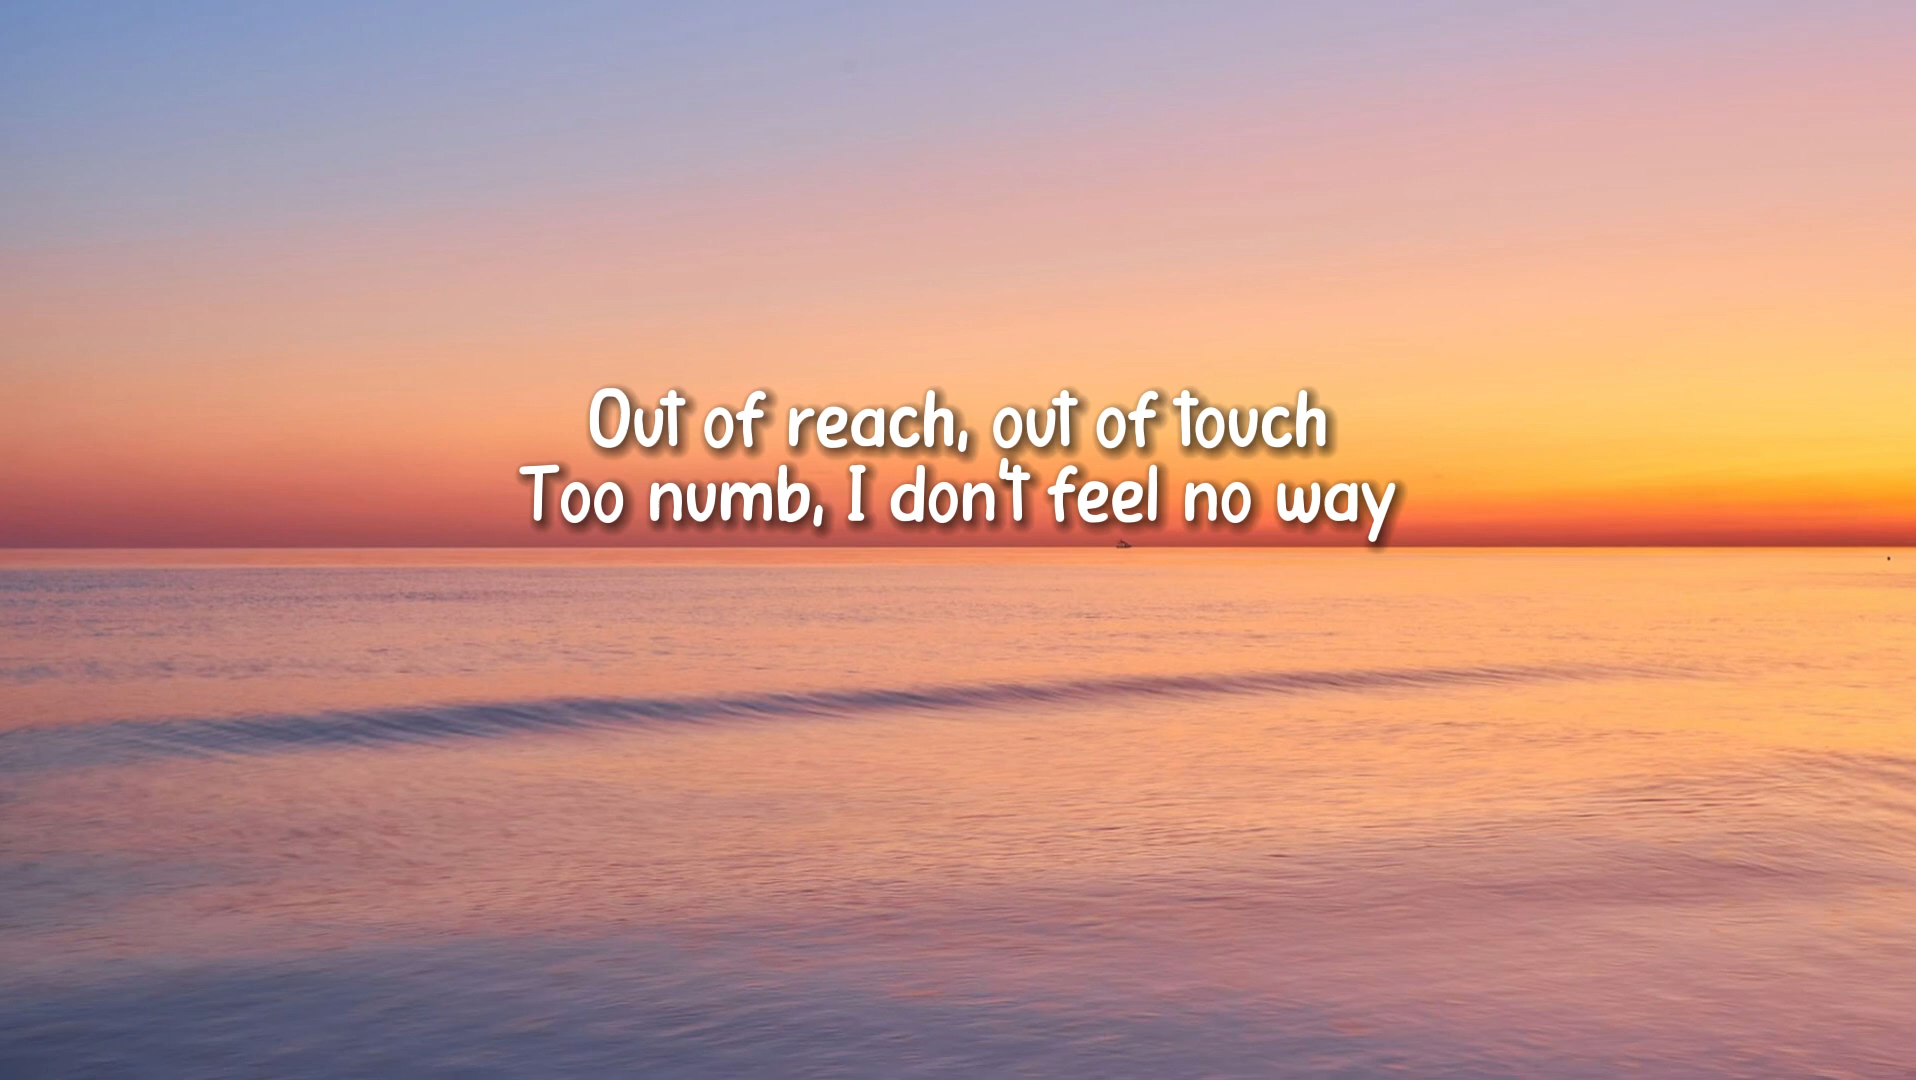 Out of reach, out of touch
Too numb, I don't feel no way